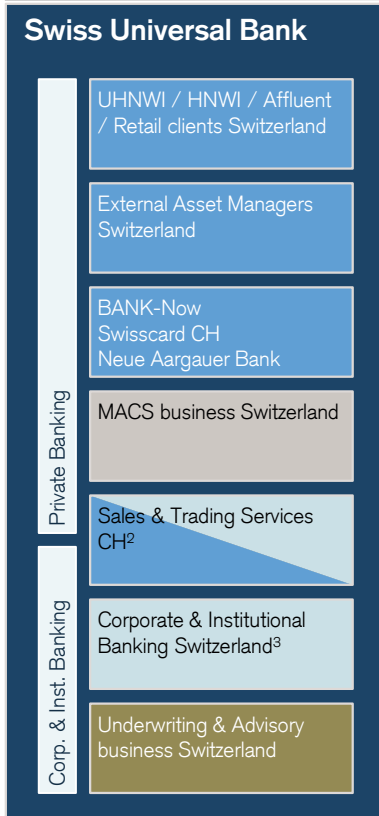 Swiss Universal Bank
Private Banking
UHNWI / HNWI / Affluent
/ Retail clients Switzerland
External Asset Managers
Switzerland
BANK-Now
Swisscard CH
Neue Aargauer Bank
MACS business Switzerland
Sales & Trading Services
CH²
Corp. & Inst. Banking
Corporate & Institutional
Banking Switzerland³
Underwriting & Advisory
business Switzerland